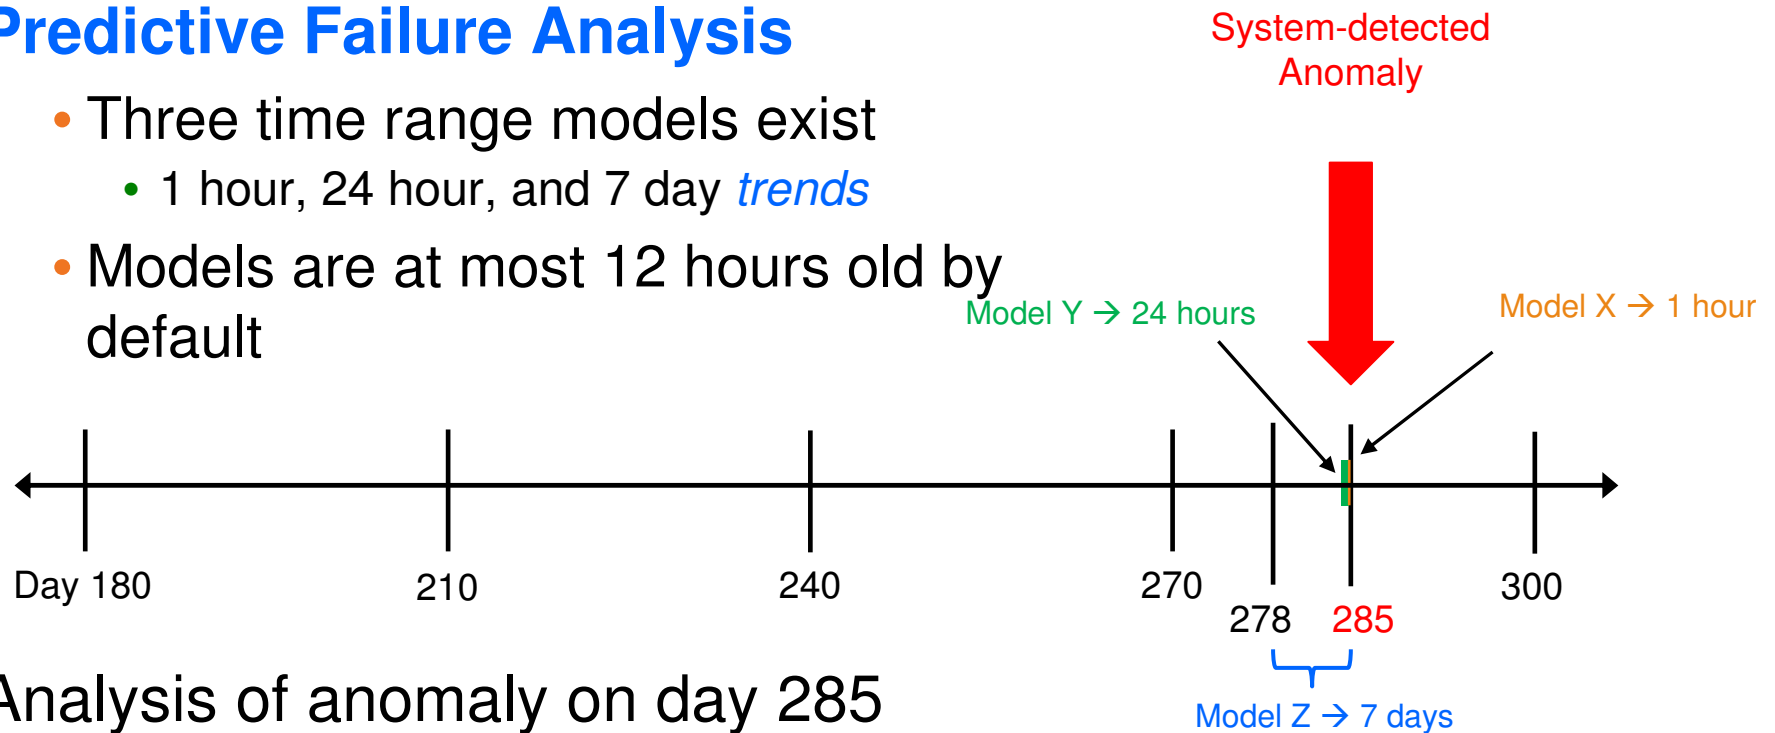 Predictive Failure Analysis
• Three time range models exist
• 1 hour, 24 hour, and 7 day trends
• Models are at most 12 hours old by
default
System-detected
Anomaly
Model Y → 24 hours
Model X → 1 hour
Day 180
210
240
270
278
285
300
Model Z → 7 days
Analysis of anomaly on day 285